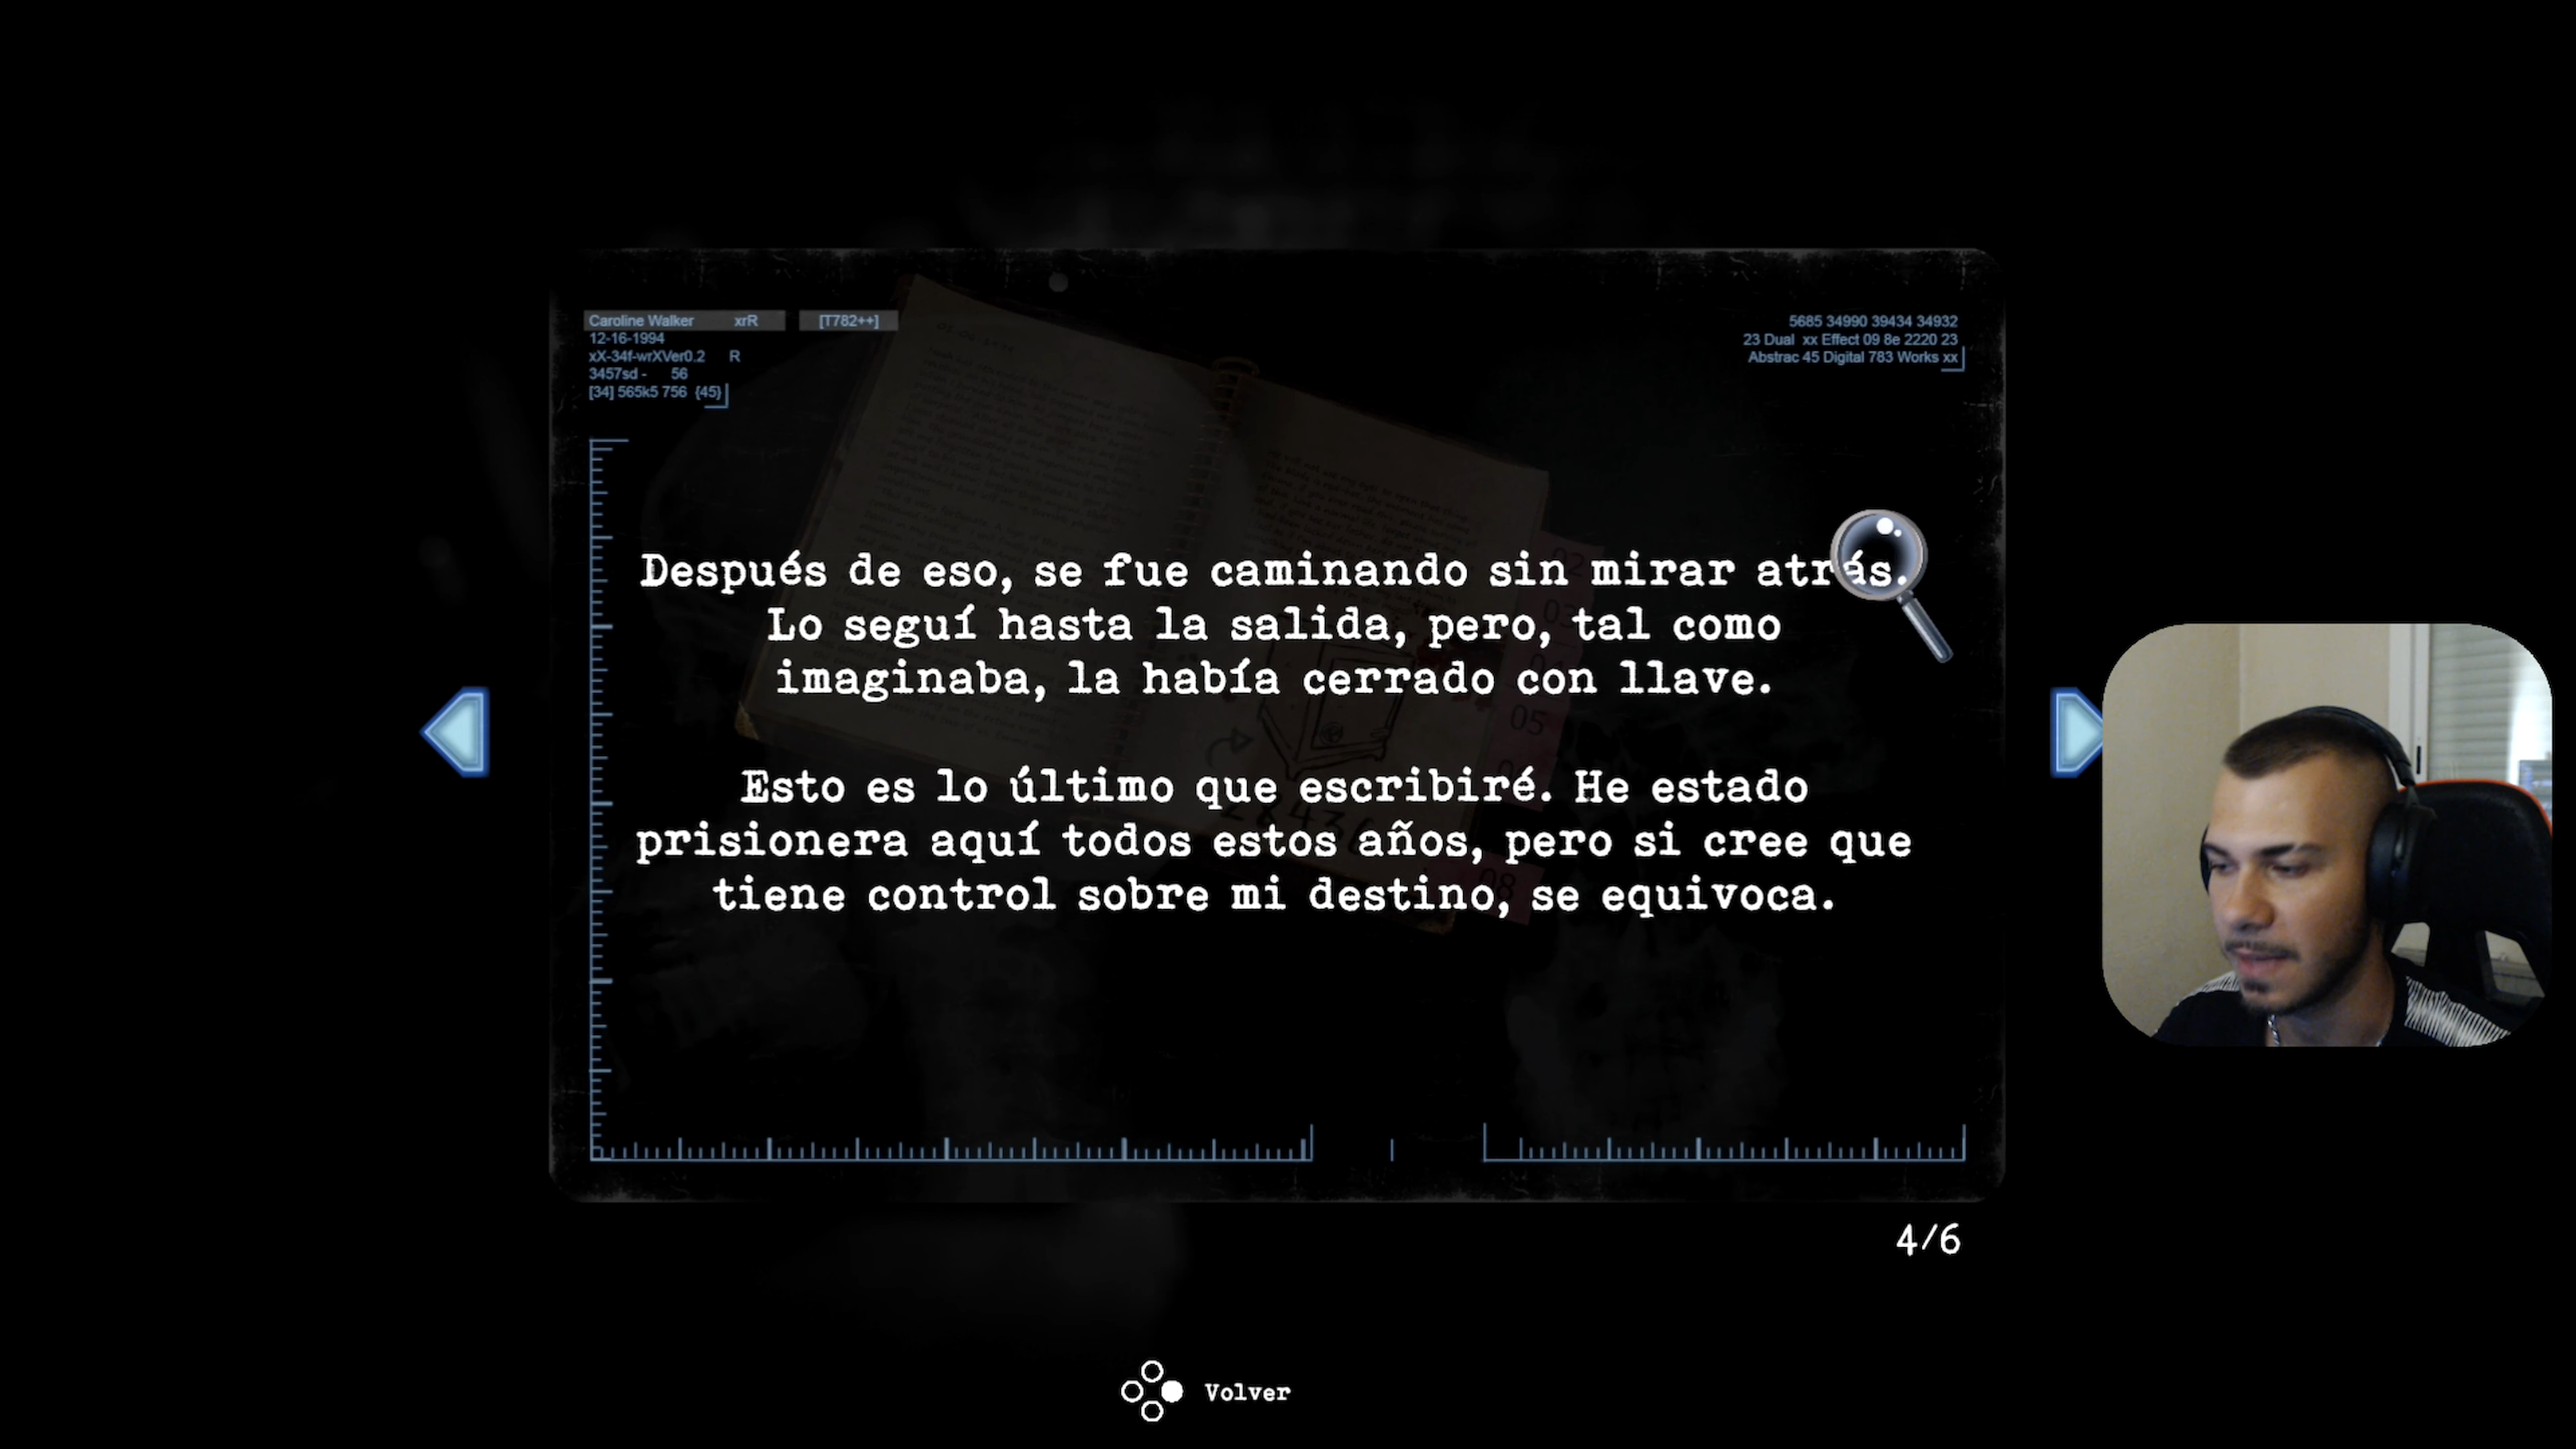 Caroline Walker xrR [T782++]
12-16-1994
xX-34f-wrXVer0.2 R
3457sd - 56
[34] 565k5 756 {45}
5685 34990 39434 34932
23 Dual xx Effect 09 8e 2220 23
Abstrac 45 Digital 783 Works xx
Después de eso, se fue caminando sin mirar atrás.
Lo seguí hasta la salida, pero, tal como
imaginaba, la había cerrado con llave.
Esto es lo último que escribiré. He estado
prisionera aquí todos estos años, pero si cree que
tiene control sobre mi destino, se equivoca.
02
03
05
08
4/6
Volver